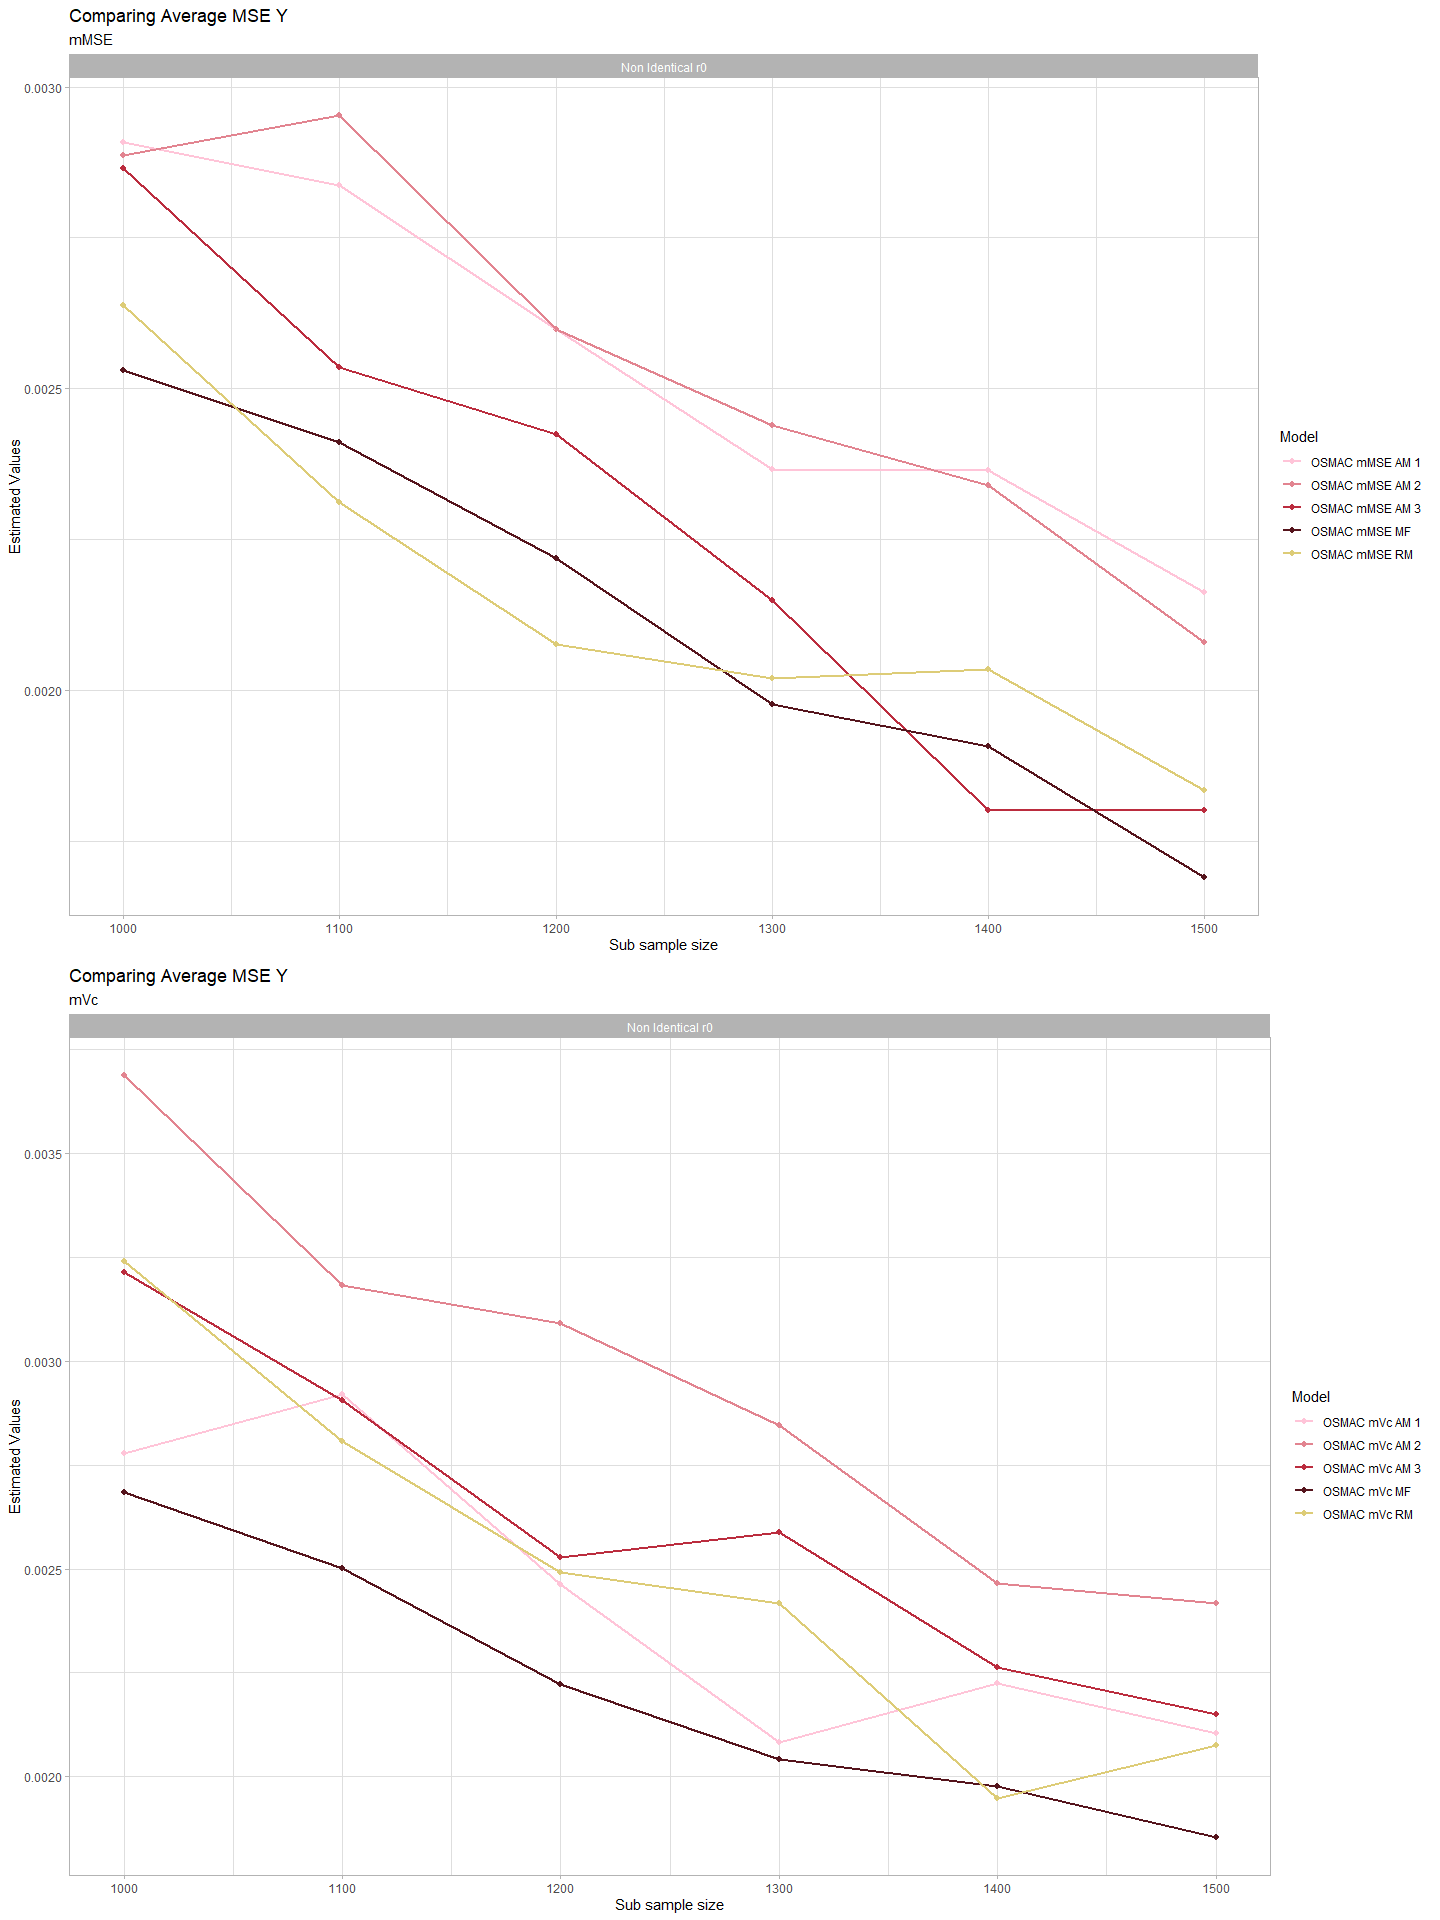 Comparing Average MSE Y
mMSE
Non Identical r0
0.0030
0.0025
0.0020
Estimated Values
1000 1100 1200 1300 1400 1500
Sub sample size
Model
OSMAC mMSE AM 1
OSMAC mMSE AM 2
OSMAC mMSE AM 3
OSMAC mMSE MF
OSMAC mMSE RM
Comparing Average MSE Y
mVc
Non Identical r0
0.0035
0.0030
0.0025
0.0020
Estimated Values
1000 1100 1200 1300 1400 1500
Sub sample size
Model
OSMAC mVc AM 1
OSMAC mVc AM 2
OSMAC mVc AM 3
OSMAC mVc MF
OSMAC mVc RM